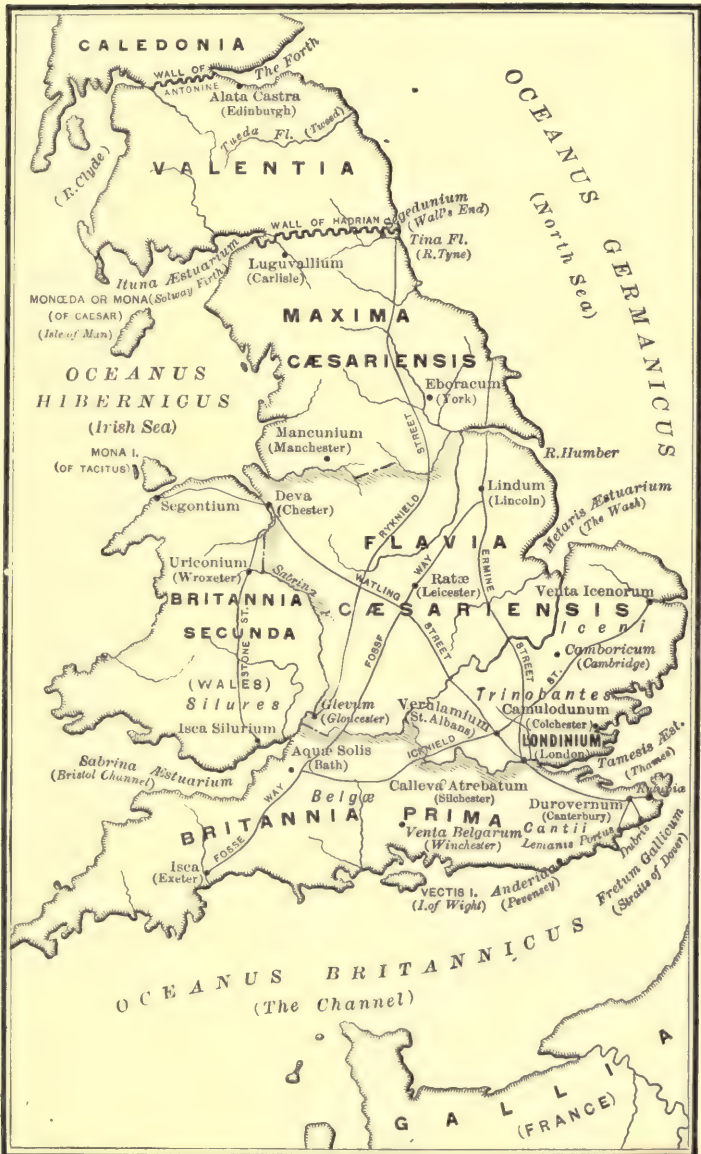 CALEDONIA
The Forth
WALL OF
ANTONINE
Alata Castra
(Edinburgh)
Tueda Fl. (Tweed)
(R. Clyde)
VALENTIA
OCEANUS GERMANICUS
(North Sea)
WALL OF HADRIAN
Segedunium
(Wall's End)
Tina Fl.
(R. Tyne)
Ituna Æstuarium
(Solway Firth)
Luguvallium
(Carlisle)
MONŒDA OR MONA
(OF CAESAR)
(Isle of Man)
MAXIMA
CÆSARIENSIS
OCEANUS
HIBERNICUS
(Irish Sea)
Eboracum
(York)
MONA I.
(OF TACITUS)
Mancunium
(Manchester)
R. Humber
Segontium
Deva
(Chester)
RYKNIELD STREET
Lindum
(Lincoln)
Metaris Æstuarium
(The Wash)
FLAVIA
CÆSARIENSIS
Uriconium
(Wroxeter)
Sabrina
WATLING STREET
FOSSE WAY
ERMINE STREET
Ratæ
(Leicester)
Venta Icenorum
Iceni
BRITANNIA
SECUNDA
STONE ST.
(WALES)
Silures
Camboricum
(Cambridge)
Trinobantes
Isca Silurium
Glevum
(Gloucester)
Verulamium
(St. Albans)
ICKNIELD ST.
Camulodunum
(Colchester)
LONDINIUM
(London)
Tamesis Æst.
(Thames)
Sabrina Æstuarium
(Bristol Channel)
Aquæ Solis
(Bath)
Belgæ
Calleva Atrebatum
(Silchester)
Durovernum
(Canterbury)
BRITANNIA PRIMA
FOSSE WAY
Venta Belgarum
(Winchester)
Cantii
Lemanis Portus
Dubris
Isca
(Exeter)
VECTIS I.
(I. of Wight)
Anderida
(Pevensey)
Fretum Gallicum
(Straits of Dover)
OCEANUS BRITANNICUS
(The Channel)
GALLIA
(FRANCE)